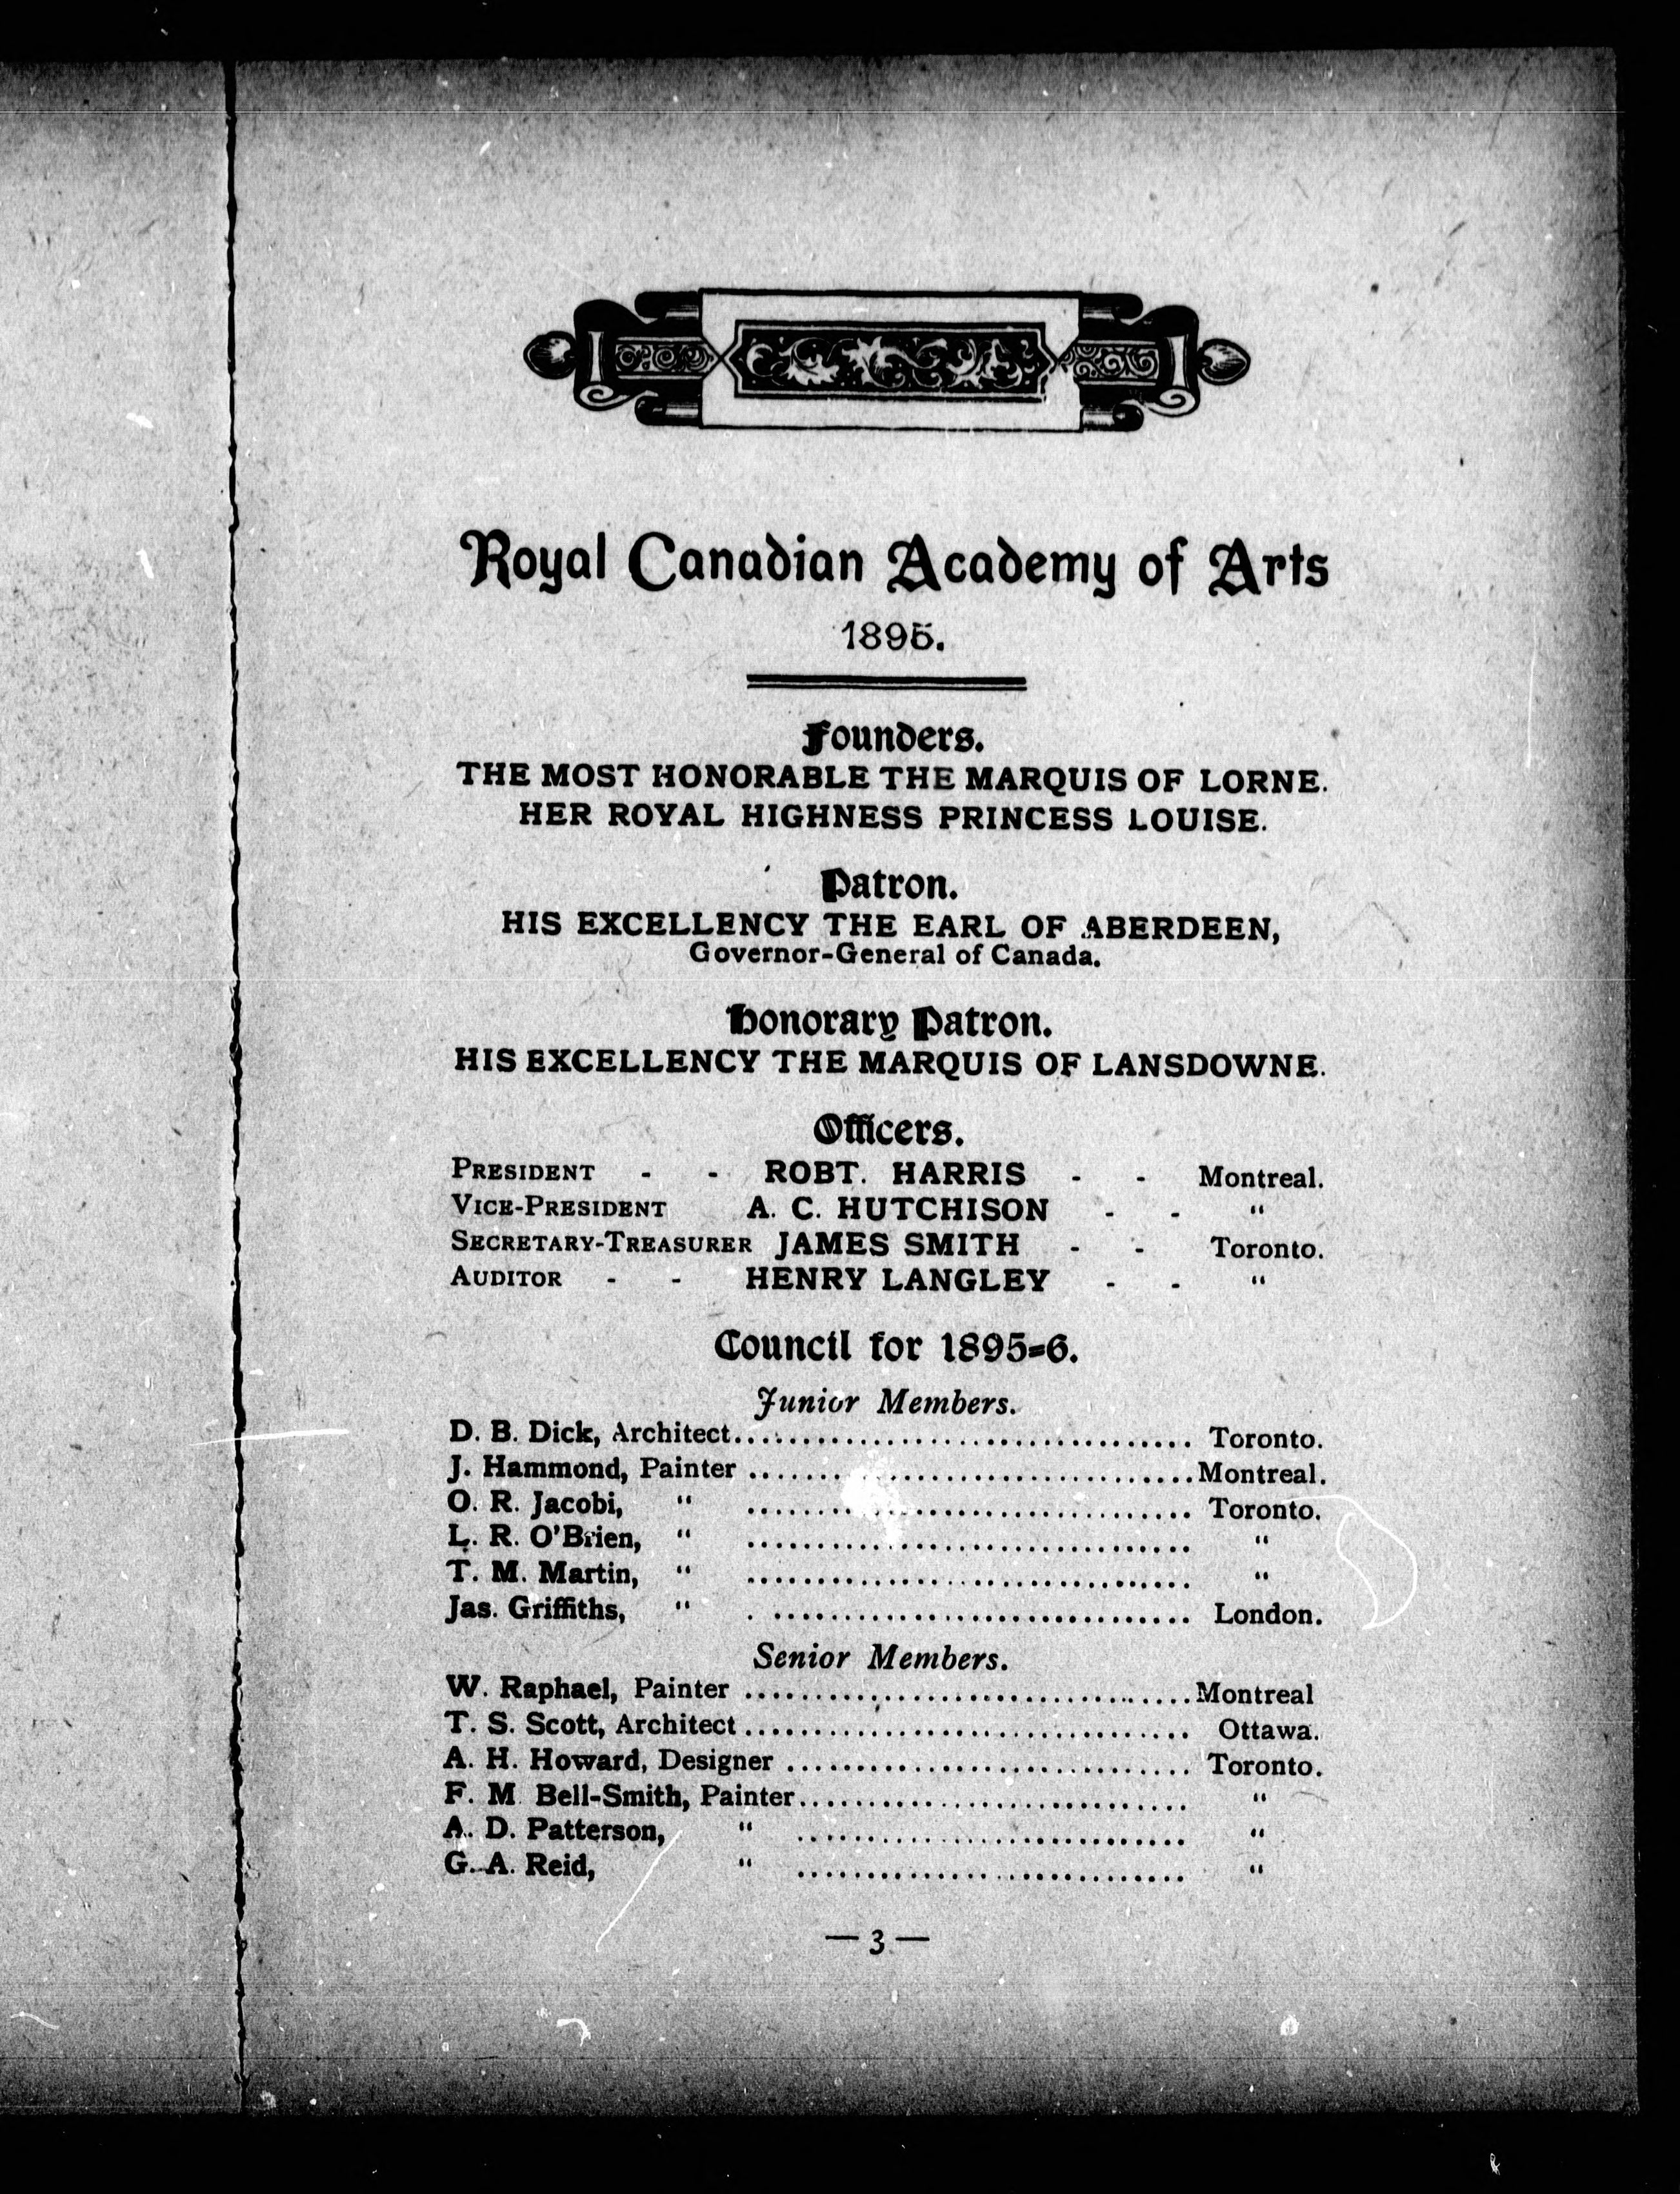 Royal Canadian Academy of Arts
1895.
Founders.
THE MOST HONORABLE THE MARQUIS OF LORNE.
HER ROYAL HIGHNESS PRINCESS LOUISE.
Patron.
HIS EXCELLENCY THE EARL OF ABERDEEN,
Governor-General of Canada.
Honorary Patron.
HIS EXCELLENCY THE MARQUIS OF LANSDOWNE.
Officers.
PRESIDENT - - ROBT. HARRIS - - Montreal.
VICE-PRESIDENT A. C. HUTCHISON - - "
SECRETARY-TREASURER JAMES SMITH - - Toronto.
AUDITOR - - HENRY LANGLEY - - "
Council for 1895=6.
Junior Members.
D. B. Dick, Architect................................. Toronto.
J. Hammond, Painter ................................Montreal.
O. R. Jacobi, " ................................ Toronto.
L. R. O'Brien, " ................................ "
T. M. Martin, " ................................ "
Jas. Griffiths, " . .............................. London.
Senior Members.
W. Raphael, Painter ................................Montreal
T. S. Scott, Architect................................ Ottawa.
A. H. Howard, Designer ............................. Toronto.
F. M. Bell-Smith, Painter............................ "
A. D. Patterson, " ............................ "
G. A. Reid, " ............................ "
— 3 —